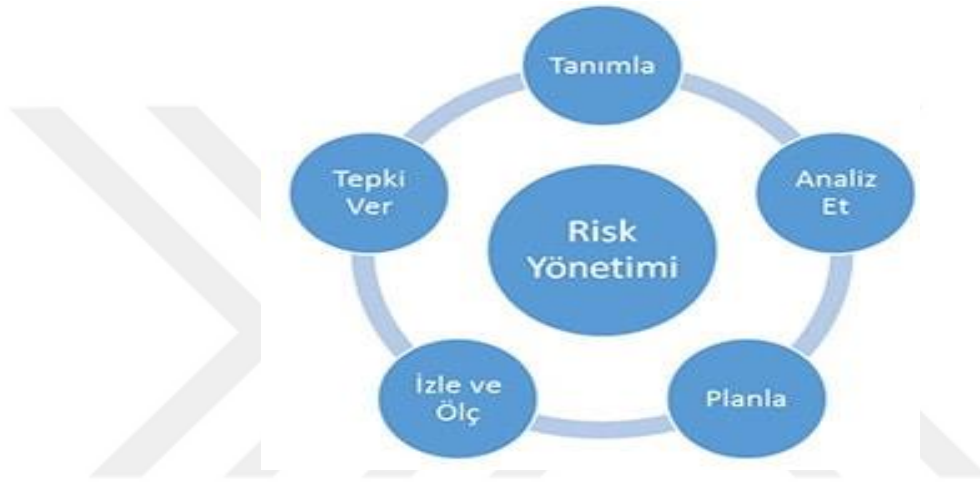 Tanımla
Analiz
Et
Planla
İzle ve
Ölç
Tepki
Ver
Risk
Yönetimi